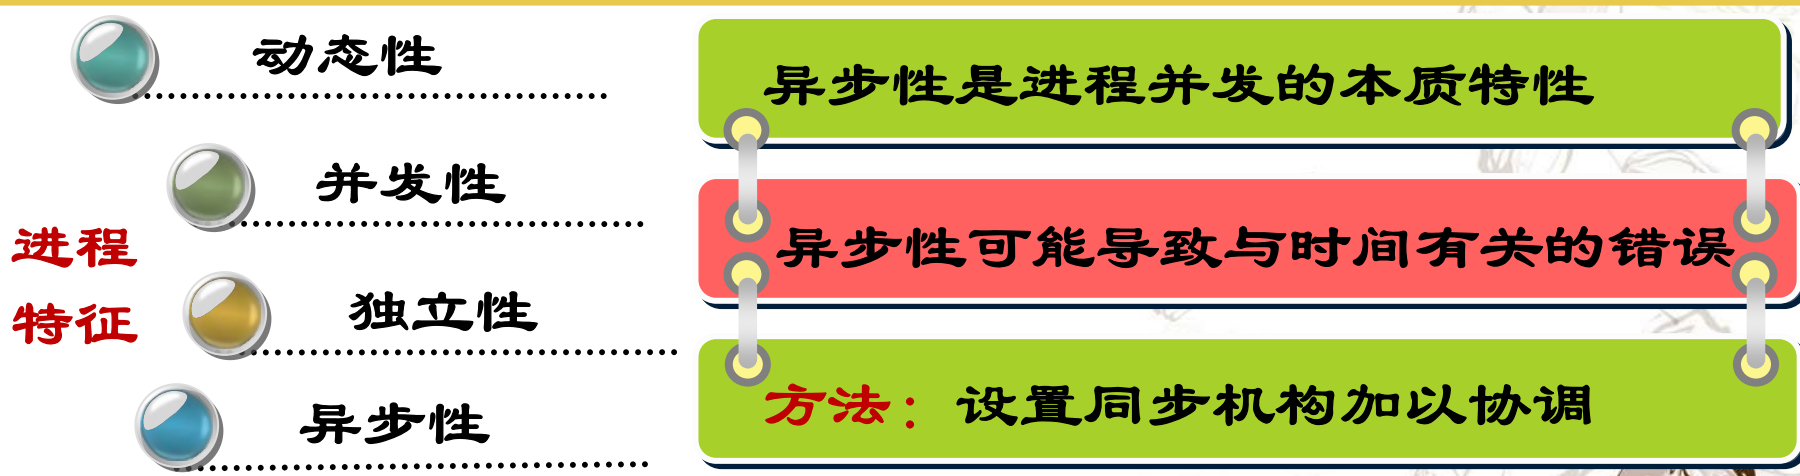 进程
特征
动态性
并发性
独立性
异步性
异步性是进程并发的本质特性
异步性可能导致与时间有关的错误
方法：设置同步机构加以协调